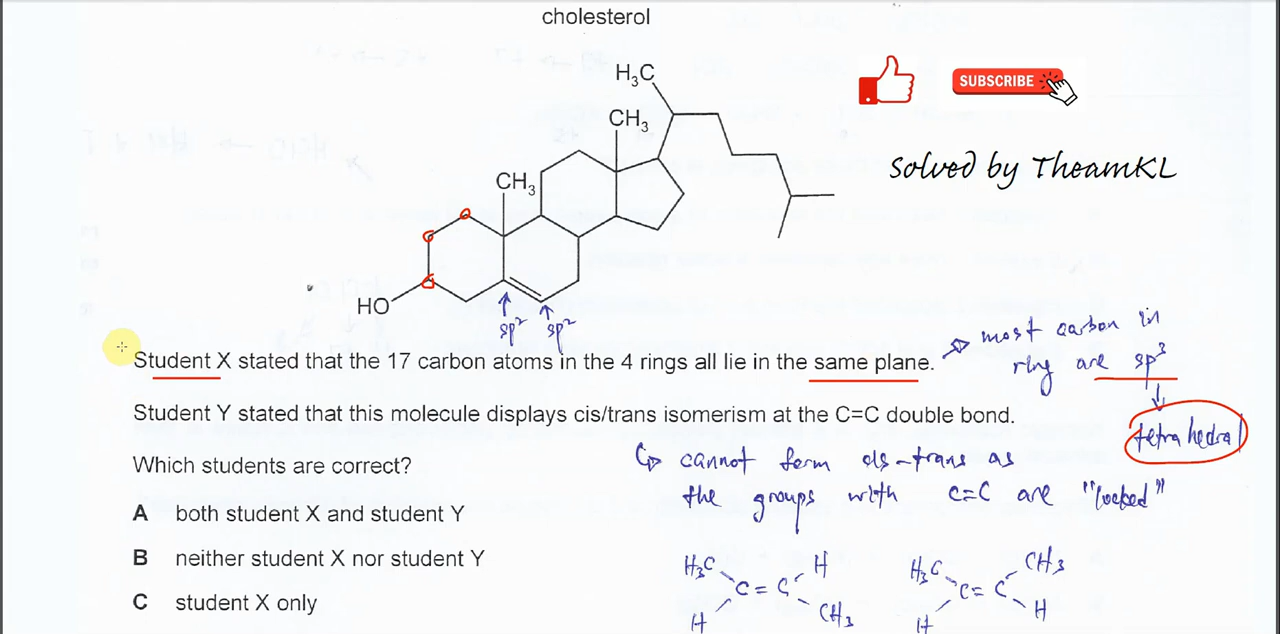 cholesterol
H₃C
CH₃
SUBSCRIBE
Solved by TheamKL
CH₃
HO
sp² sp²
Student X stated that the 17 carbon atoms in the 4 rings all lie in the same plane.
most carbon in
ring are sp³
tetrahedral
Student Y stated that this molecule displays cis/trans isomerism at the C=C double bond.
cannot form cis-trans as
the groups with C=C are "locked"
Which students are correct?
A both student X and student Y
B neither student X nor student Y
C student X only
H₃C H H₃C CH₃
C=C C=C
H CH₃ H H